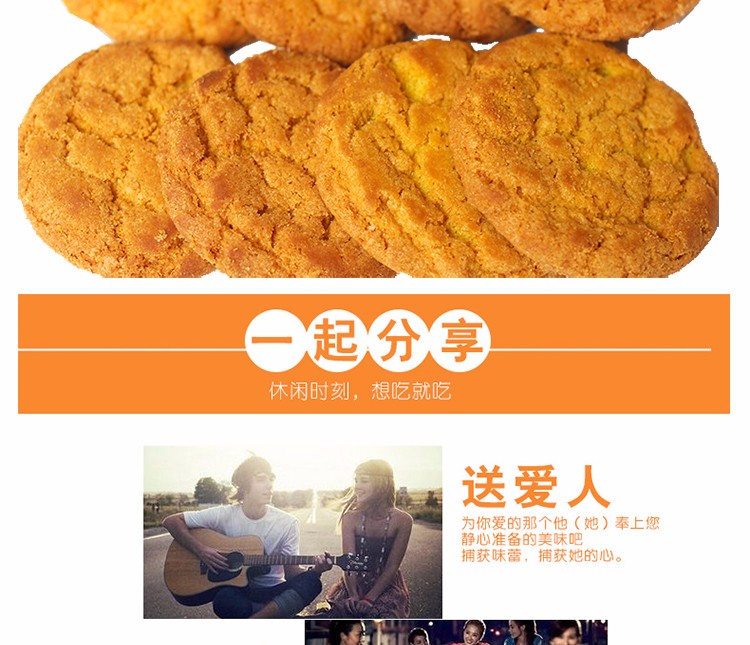 一起分享
休闲时刻，想吃就吃
送爱人
为你爱的那个他（她）奉上您
静心准备的美味吧
捕获味蕾，捕获她的心。